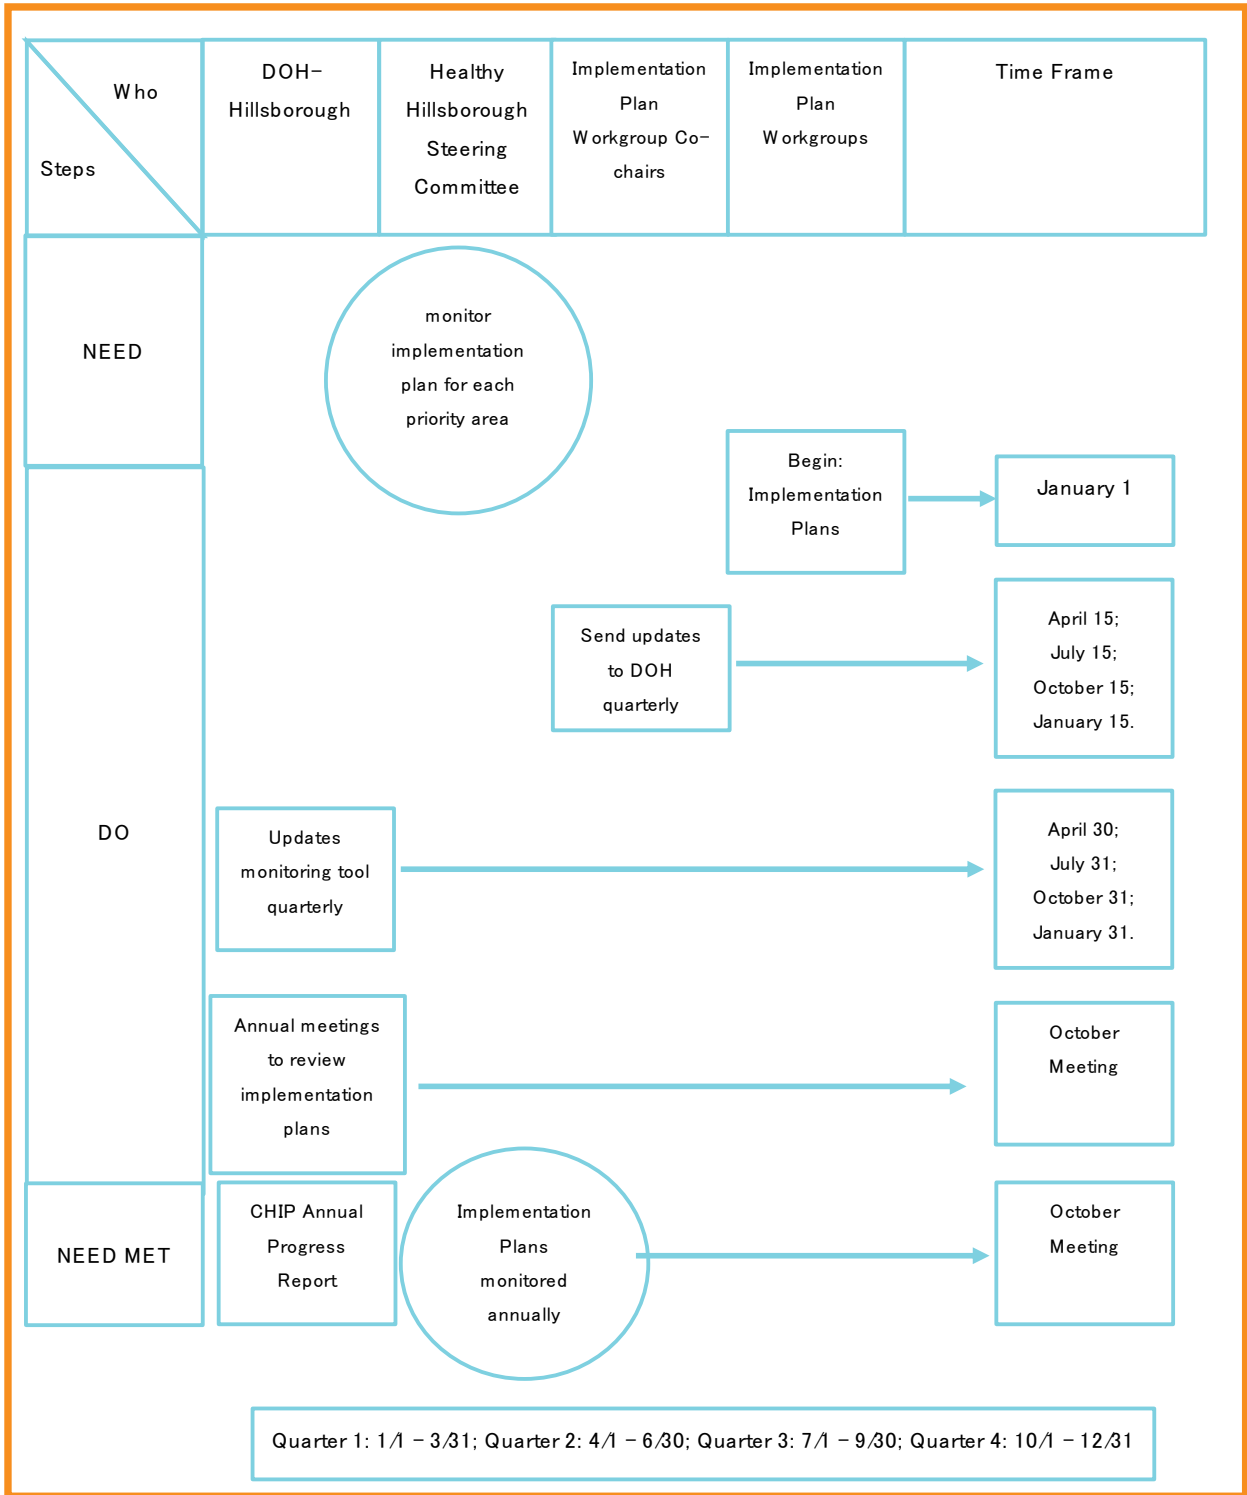 Who
Steps
DOH-
Hillsborough
Healthy
Hillsborough
Steering
Committee
Implementation
Plan
Workgroup Co-
chairs
Implementation
Plan
Workgroups
Time Frame
NEED
monitor
implementation
plan for each
priority area
Begin:
Implementation
Plans
January 1
DO
Send updates
to DOH
quarterly
April 15;
July 15;
October 15;
January 15.
Updates
monitoring tool
quarterly
April 30;
July 31;
October 31;
January 31.
Annual meetings
to review
implementation
plans
October
Meeting
NEED MET
CHIP Annual
Progress
Report
Implementation
Plans
monitored
annually
October
Meeting
Quarter 1: 1/1 - 3/31; Quarter 2: 4/1 - 6/30; Quarter 3: 7/1 - 9/30; Quarter 4: 10/1 - 12/31